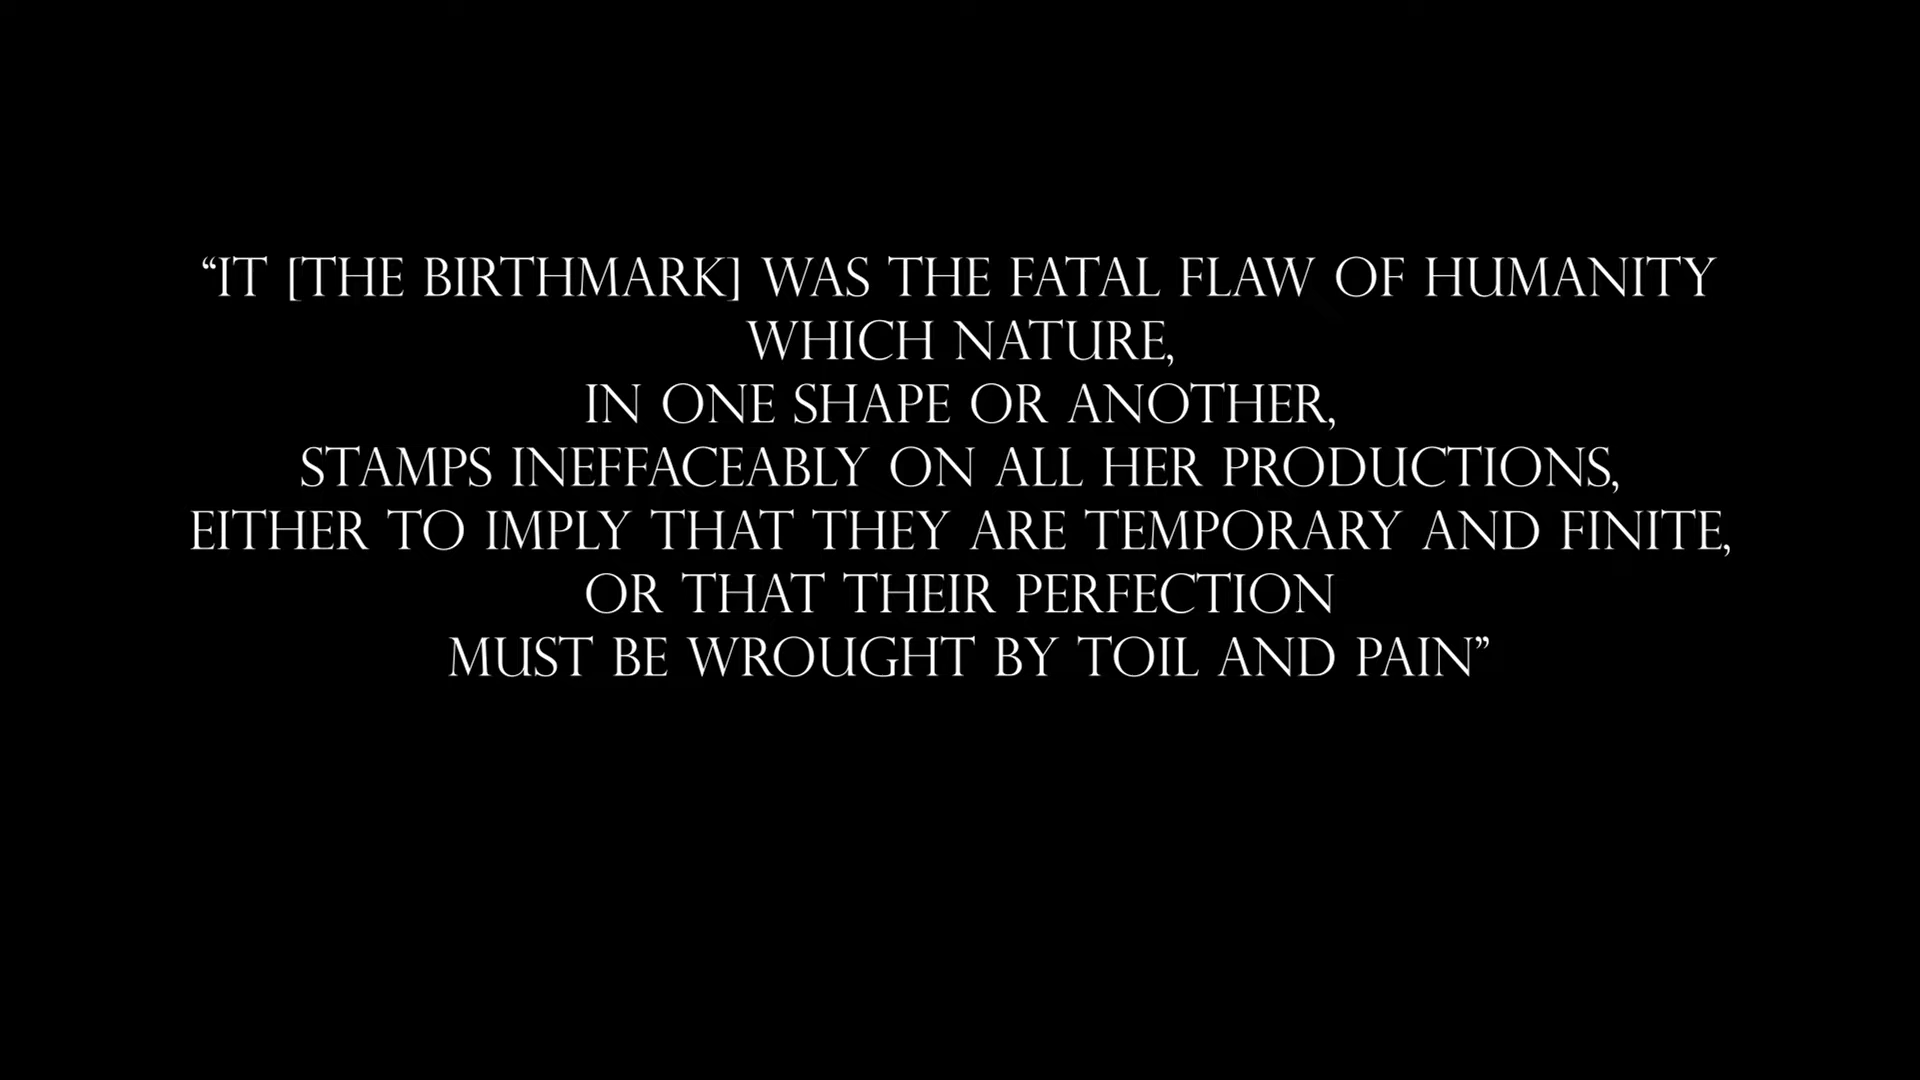 “IT [THE BIRTHMARK] WAS THE FATAL FLAW OF HUMANITY
WHICH NATURE,
IN ONE SHAPE OR ANOTHER,
STAMPS INEFFACEABLY ON ALL HER PRODUCTIONS,
EITHER TO IMPLY THAT THEY ARE TEMPORARY AND FINITE,
OR THAT THEIR PERFECTION
MUST BE WROUGHT BY TOIL AND PAIN”